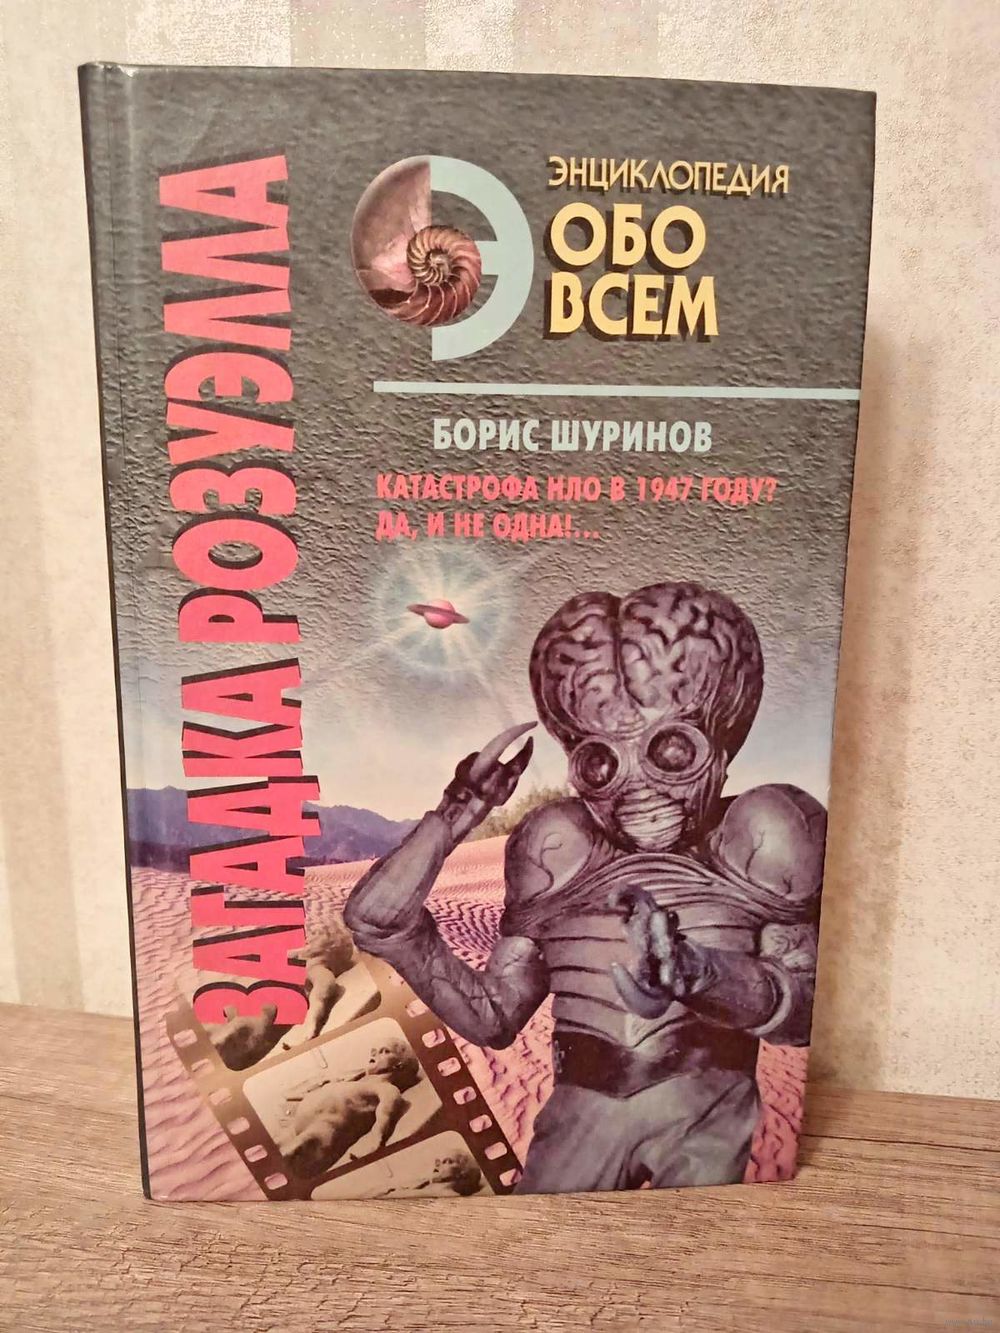 ЗАГАДКА РОЗУЭЛЛА
Э
ЭНЦИКЛОПЕДИЯ
ОБО
ВСЕМ
БОРИС ШУРИНОВ
КАТАСТРОФА НЛО В 1947 ГОДУ?
ДА, И НЕ ОДНА!...